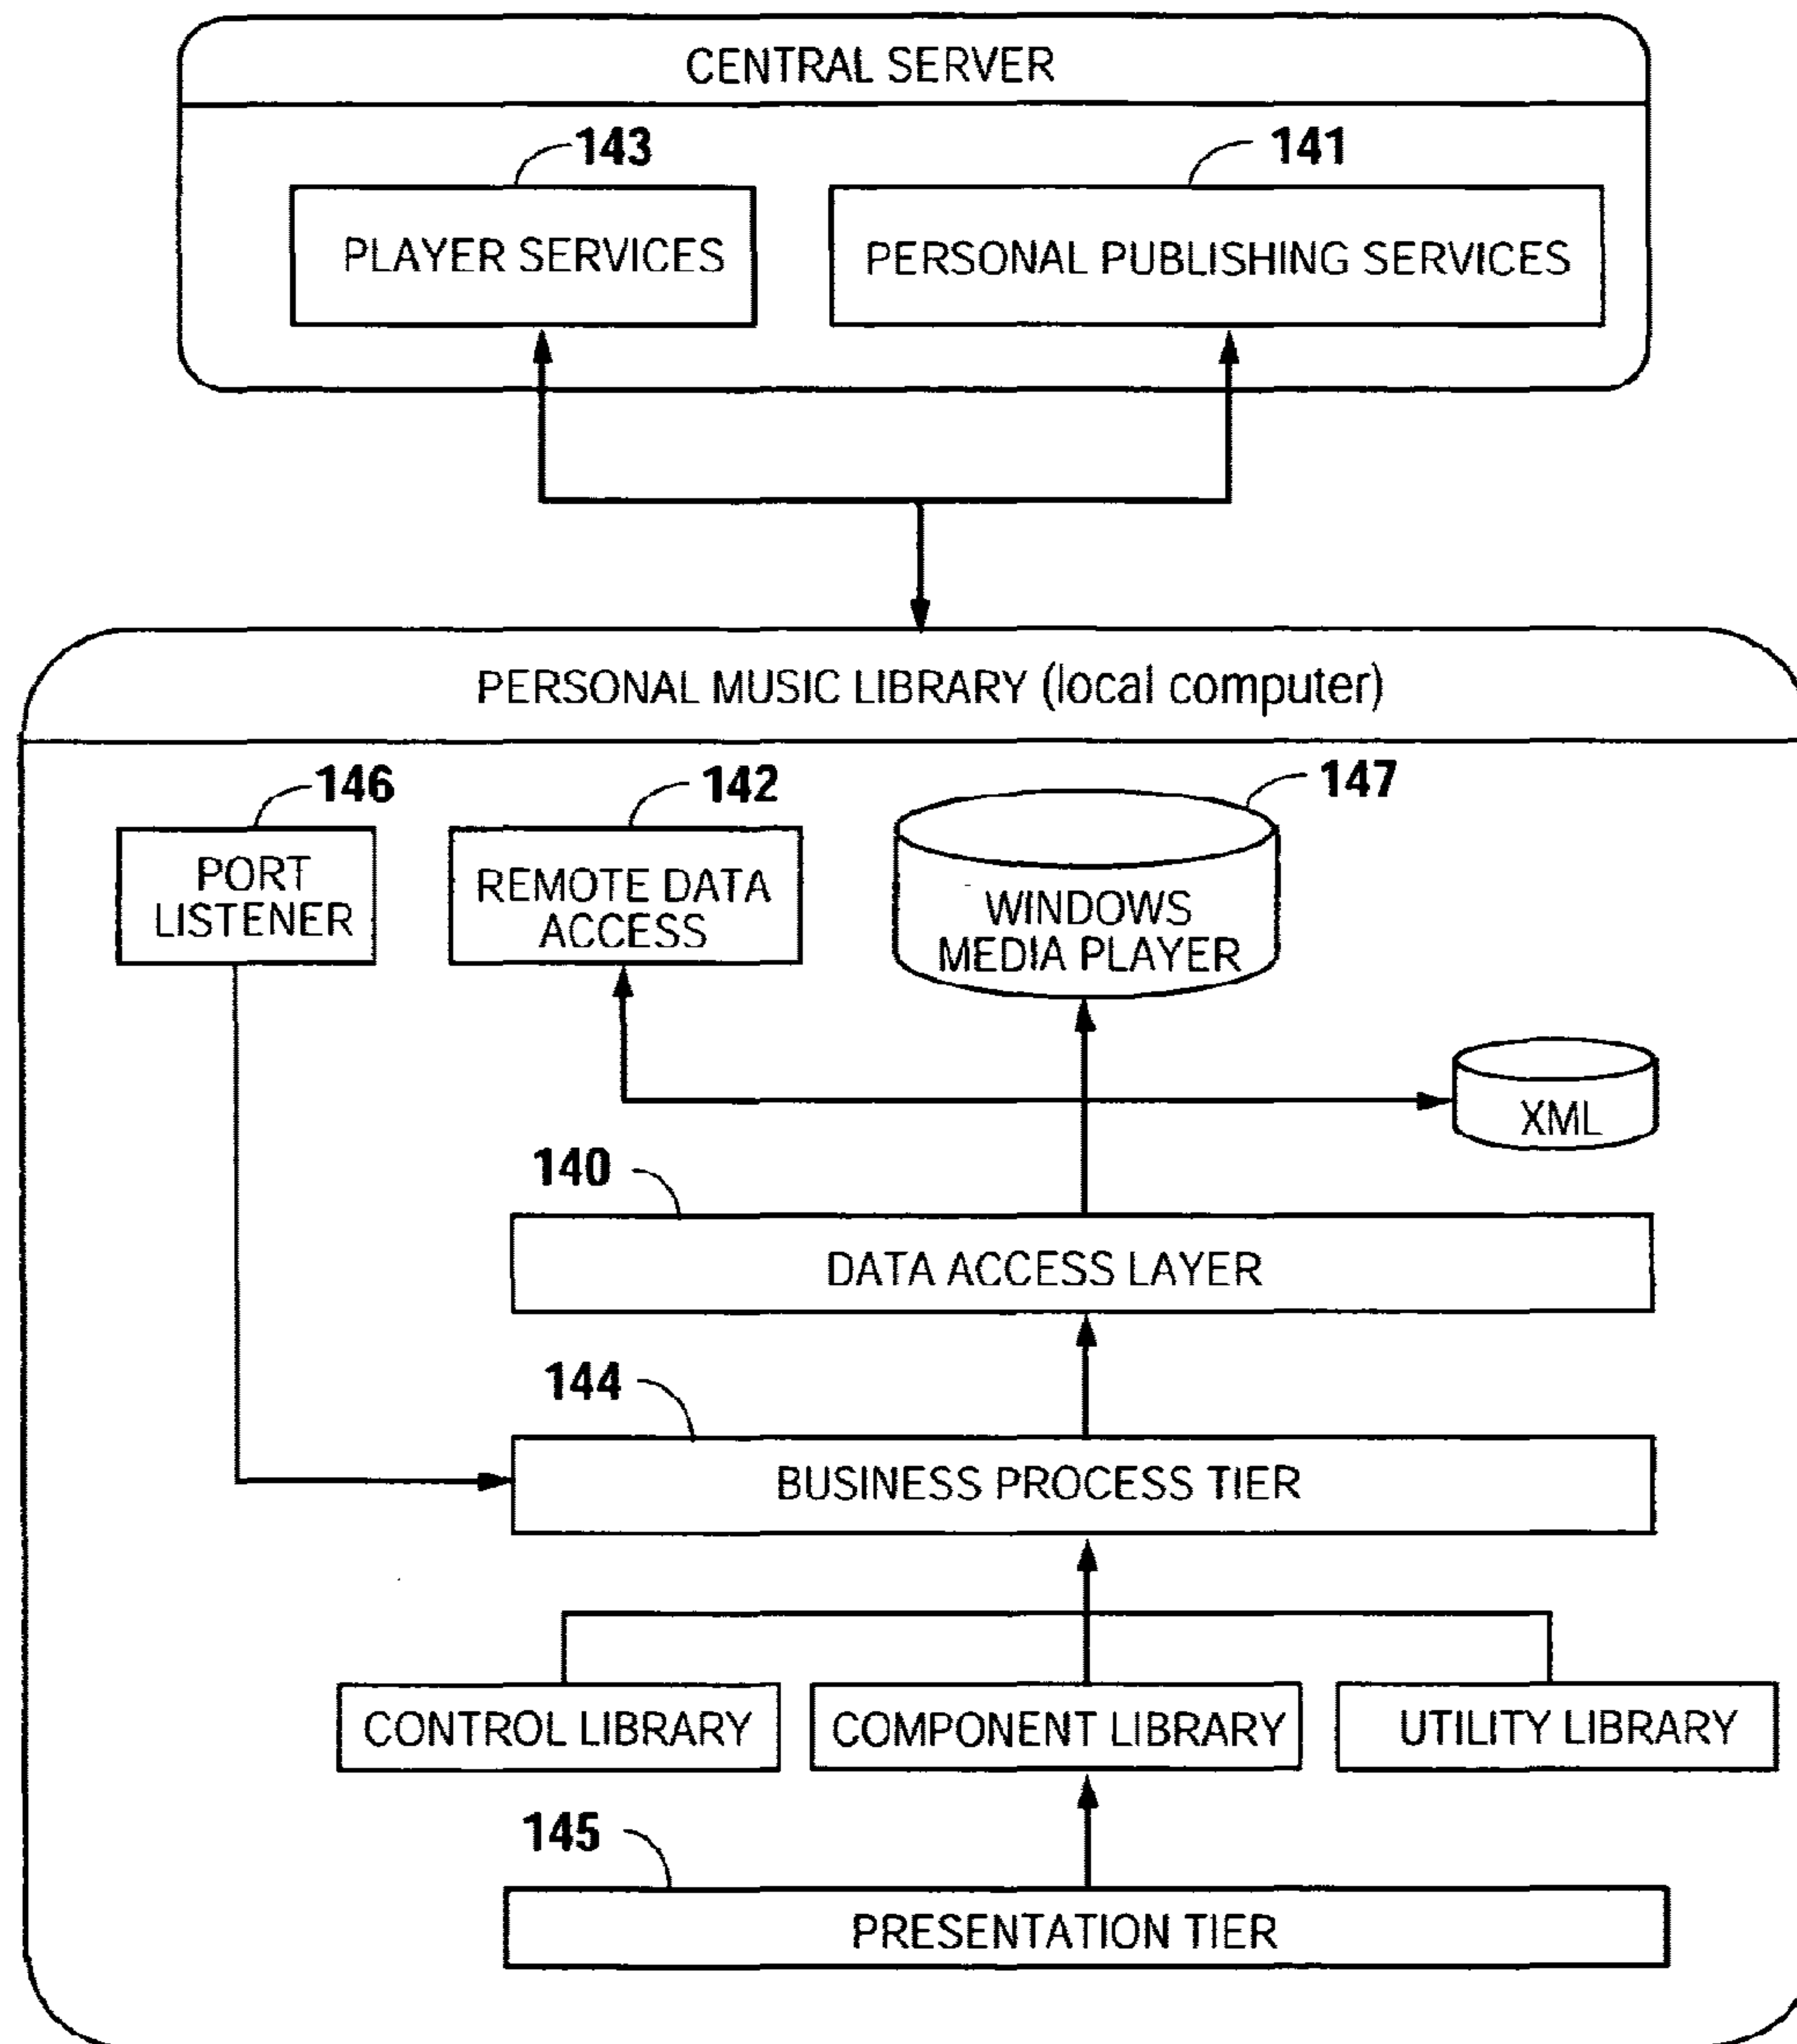 CENTRAL SERVER
143
141
PLAYER SERVICES
PERSONAL PUBLISHING SERVICES
PERSONAL MUSIC LIBRARY (local computer)
146
142
147
PORT
LISTENER
REMOTE DATA
ACCESS
WINDOWS
MEDIA PLAYER
XML
140
DATA ACCESS LAYER
144
BUSINESS PROCESS TIER
CONTROL LIBRARY
COMPONENT LIBRARY
UTILITY LIBRARY
145
PRESENTATION TIER